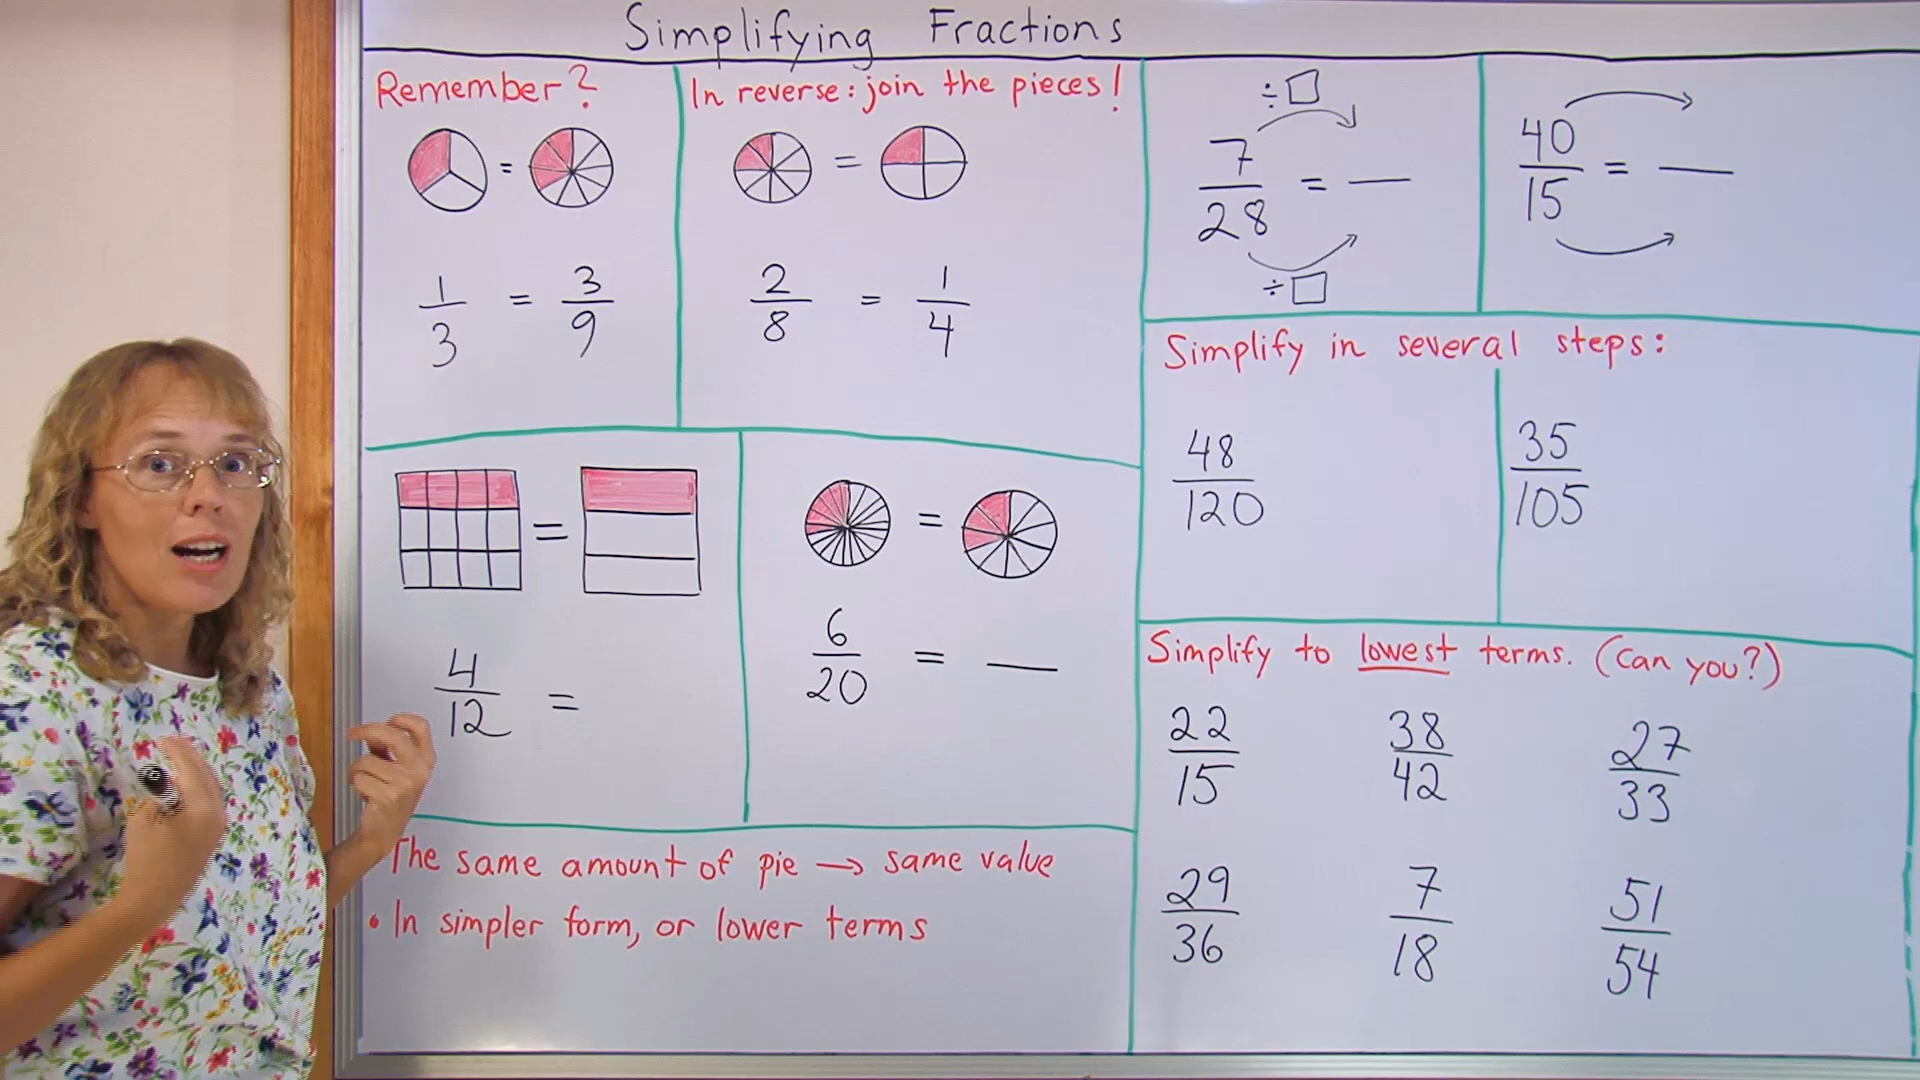 Simplifying Fractions
Remember?
1/3 = 3/9
In reverse: join the pieces!
2/8 = 1/4
4/12 =
6/20 = __
The same amount of pie → same value
• In simpler form, or lower terms
÷□
7/28 = __
÷□
40/15 = __
Simplify in several steps:
48/120 35/105
Simplify to lowest terms. (Can you?)
22/15 38/42 27/33
29/36 7/18 51/54